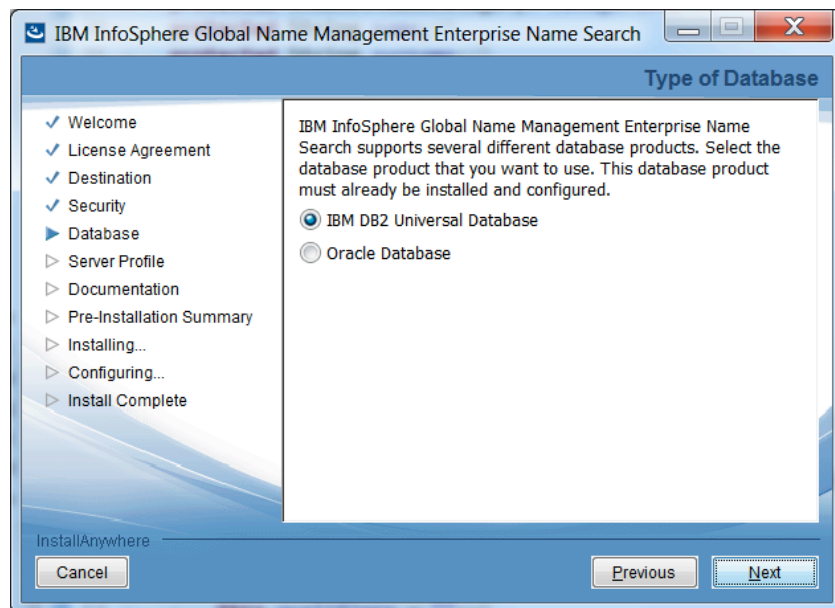 IBM InfoSphere Global Name Management Enterprise Name Search
Type of Database
Welcome
License Agreement
Destination
Security
Database
Server Profile
Documentation
Pre-Installation Summary
Installing...
Configuring...
Install Complete
IBM InfoSphere Global Name Management Enterprise Name
Search supports several different database products. Select the
database product that you want to use. This database product
must already be installed and configured.
IBM DB2 Universal Database
Oracle Database
InstallAnywhere
Cancel
Previous
Next